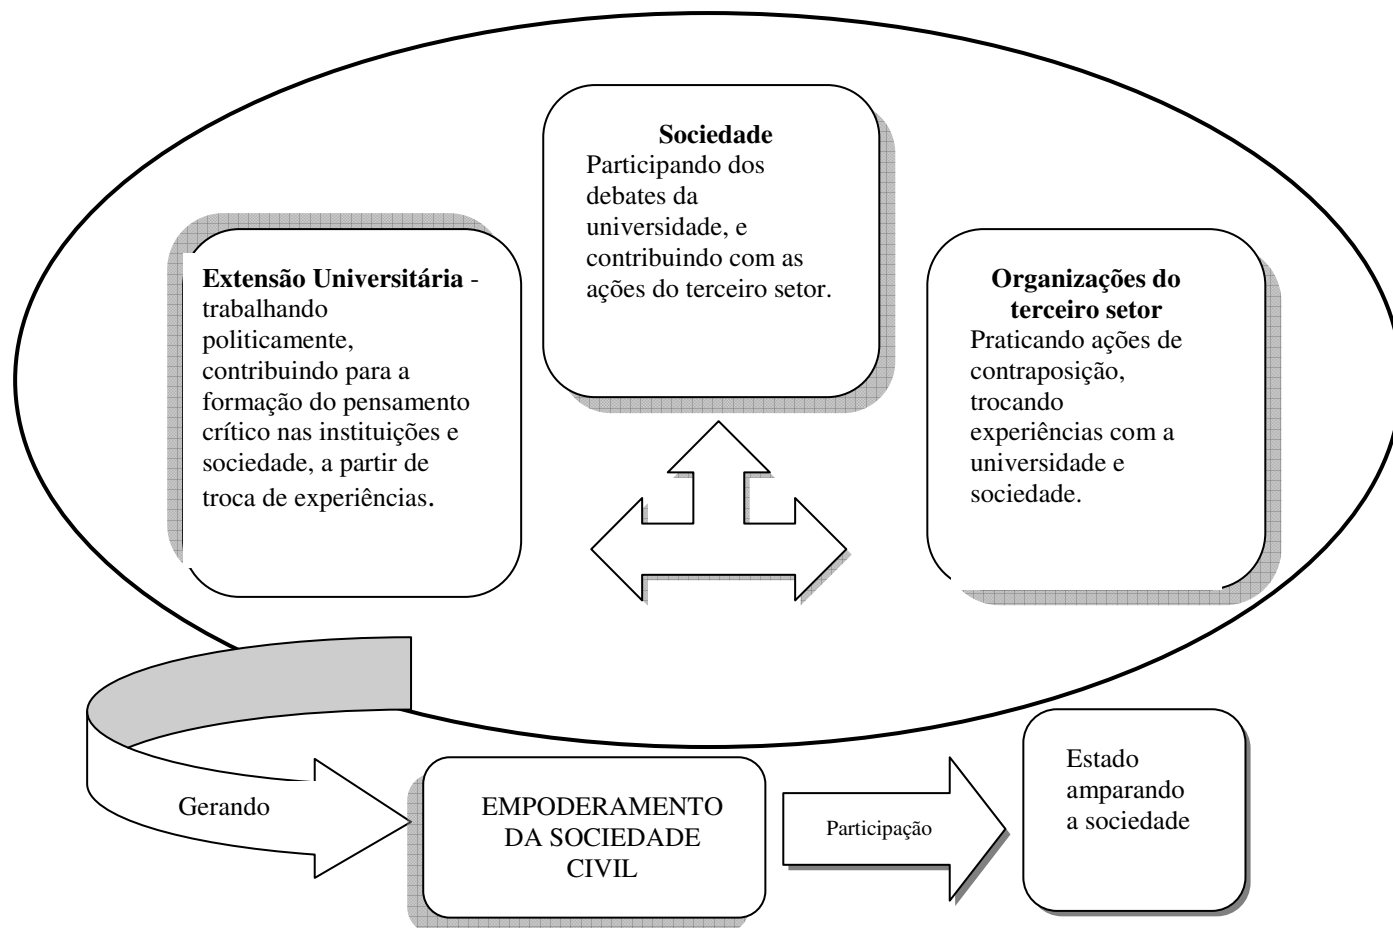 Sociedade
Participando dos
debates da
universidade, e
contribuindo com as
ações do terceiro setor.
Extensão Universitária -
trabalhando
politicamente,
contribuindo para a
formação do pensamento
crítico nas instituições e
sociedade, a partir de
troca de experiências.
Organizações do
terceiro setor
Praticando ações de
contraposição,
trocando
experiências com a
universidade e
sociedade.
Gerando
EMPODERAMENTO
DA SOCIEDADE
CIVIL
Participação
Estado
amparando
a sociedade